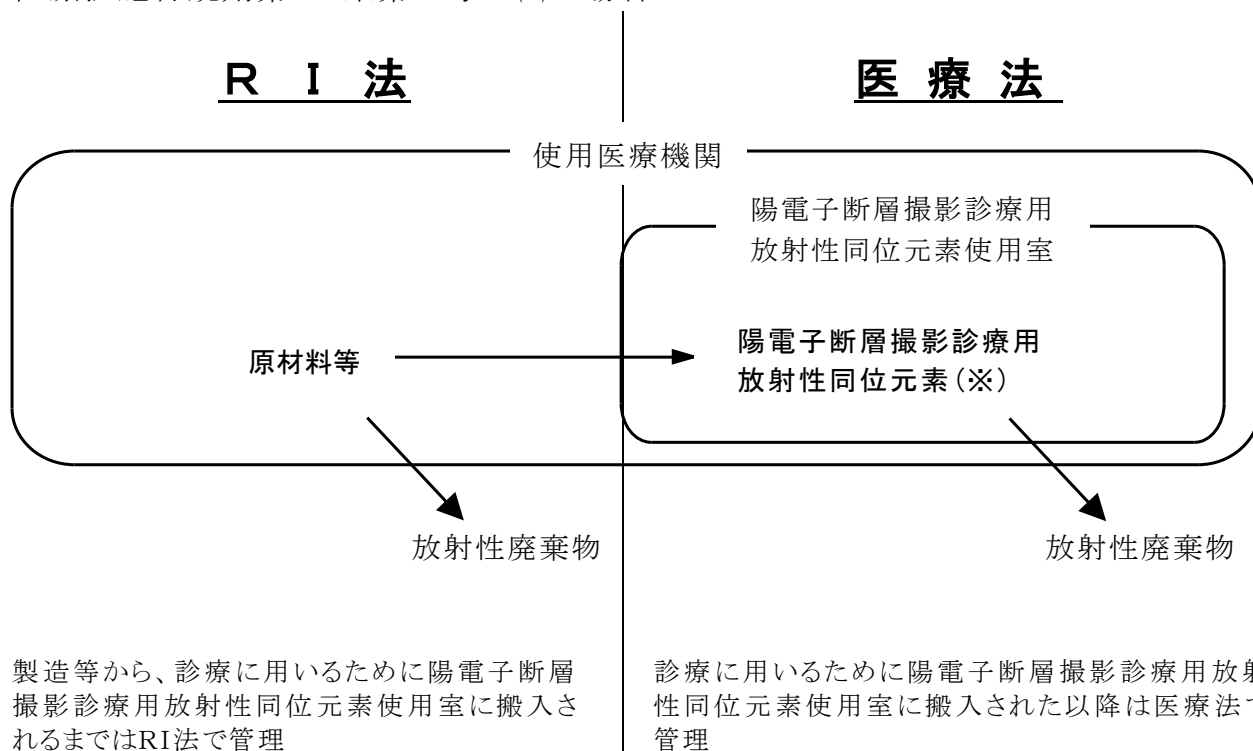 ＲＩ法
医療法
使用医療機関
陽電子断層撮影診療用
放射性同位元素使用室
原材料等
陽電子断層撮影診療用
放射性同位元素(※)
放射性廃棄物
放射性廃棄物
製造等から、診療に用いるために陽電子断層
撮影診療用放射性同位元素使用室に搬入さ
れるまではRI法で管理
診療に用いるために陽電子断層撮影診療用放射
性同位元素使用室に搬入された以降は医療法で
管理